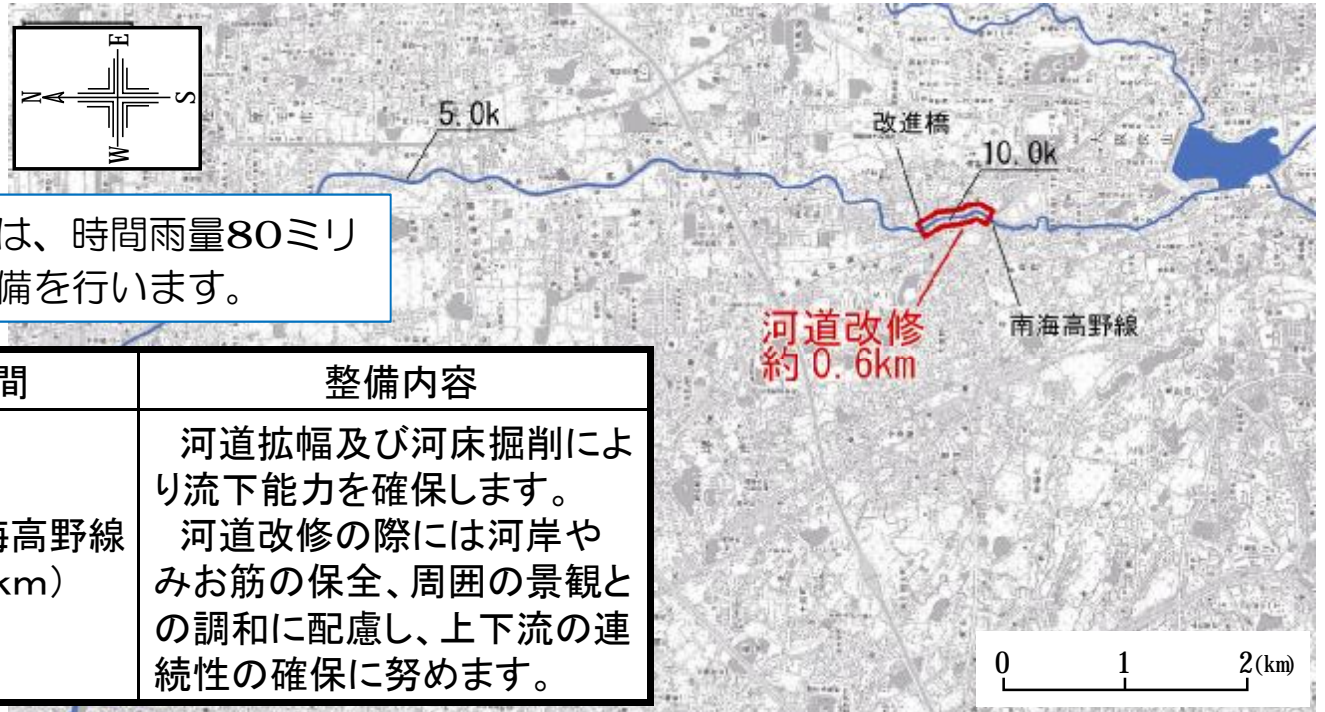 E
N
S
W
5.0k
改進橋
10.0k
は、時間雨量80ミリ
備を行います。
河道改修
約0.6km
南海高野線
間
整備内容
海高野線
km）
河道拡幅及び河床掘削によ
り流下能力を確保します。
河道改修の際には河岸や
みお筋の保全、周囲の景観と
の調和に配慮し、上下流の連
続性の確保に努めます。
0 1 2(km)